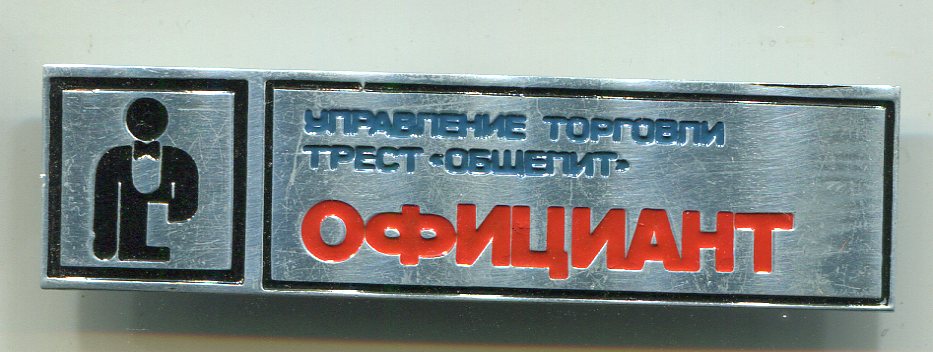 УПРАВЛЕНИЕ ТОРГОВЛИ
ТРЕСТ «ОБЩЕПИТ»
ОФИЦИАНТ